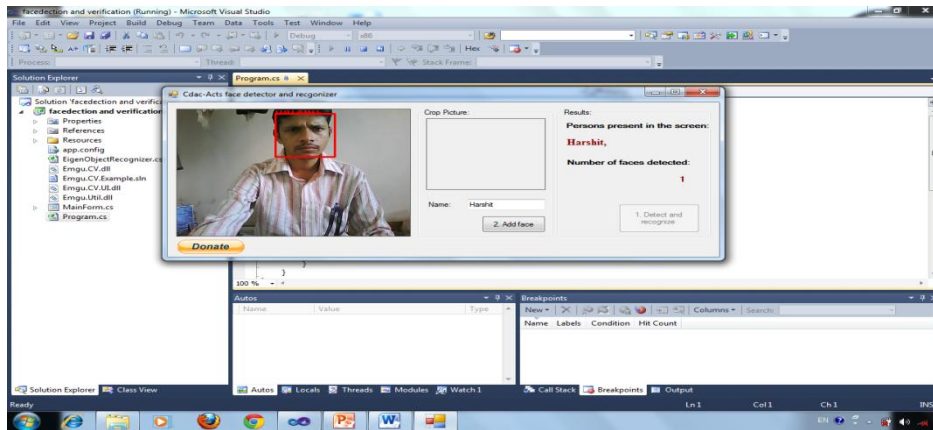 facedection and verification (Running) - Microsoft Visual Studio
File Edit View Project Build Debug Team Data Tools Test Window Help
Debug x86
Hex
Process: Thread: Stack Frame:
Solution Explorer
Program.cs
Solution 'facedection and verific
facedection and verification
Properties
References
Resources
app.config
EigenObjectRecognizer.cs
Emgu.CV.dll
Emgu.CV.Example.sln
Emgu.CV.UI.dll
Emgu.Util.dll
MainForm.cs
Program.cs
Cdac-Acts face detector and recgonizer
Crop Picture:
Name: Harshit
2. Add face
Results:
Persons present in the screen:
Harshit,
Number of faces detected:
1
1. Detect and
recognize
Donate
}
}
100 %
Autos
Name Value Type
Breakpoints
New Columns Search:
Name Labels Condition Hit Count
Solution Explorer Class View
Autos Locals Threads Modules Watch 1
Call Stack Breakpoints Output
Ready Ln 1 Col 1 Ch 1 INS
EN